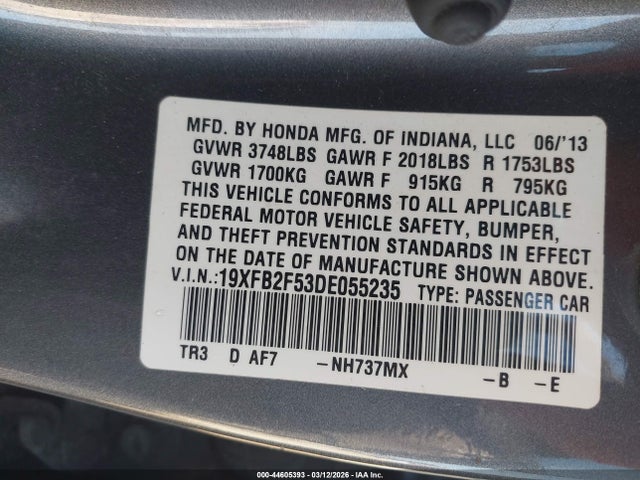 MFD. BY HONDA MFG. OF INDIANA, LLC 06/'13
GVWR 3748LBS GAWR F 2018LBS R 1753LBS
GVWR 1700KG GAWR F 915KG R 795KG
THIS VEHICLE CONFORMS TO ALL APPLICABLE
FEDERAL MOTOR VEHICLE SAFETY, BUMPER,
AND THEFT PREVENTION STANDARDS IN EFFECT
ON THE DATE OF MANUFACTURE SHOWN ABOVE.
V.I.N.:19XFB2F53DE055235 TYPE: PASSENGER CAR
TR3 D AF7 -NH737MX -B -E
000-44605393 - 03/12/2026 - IAA Inc.